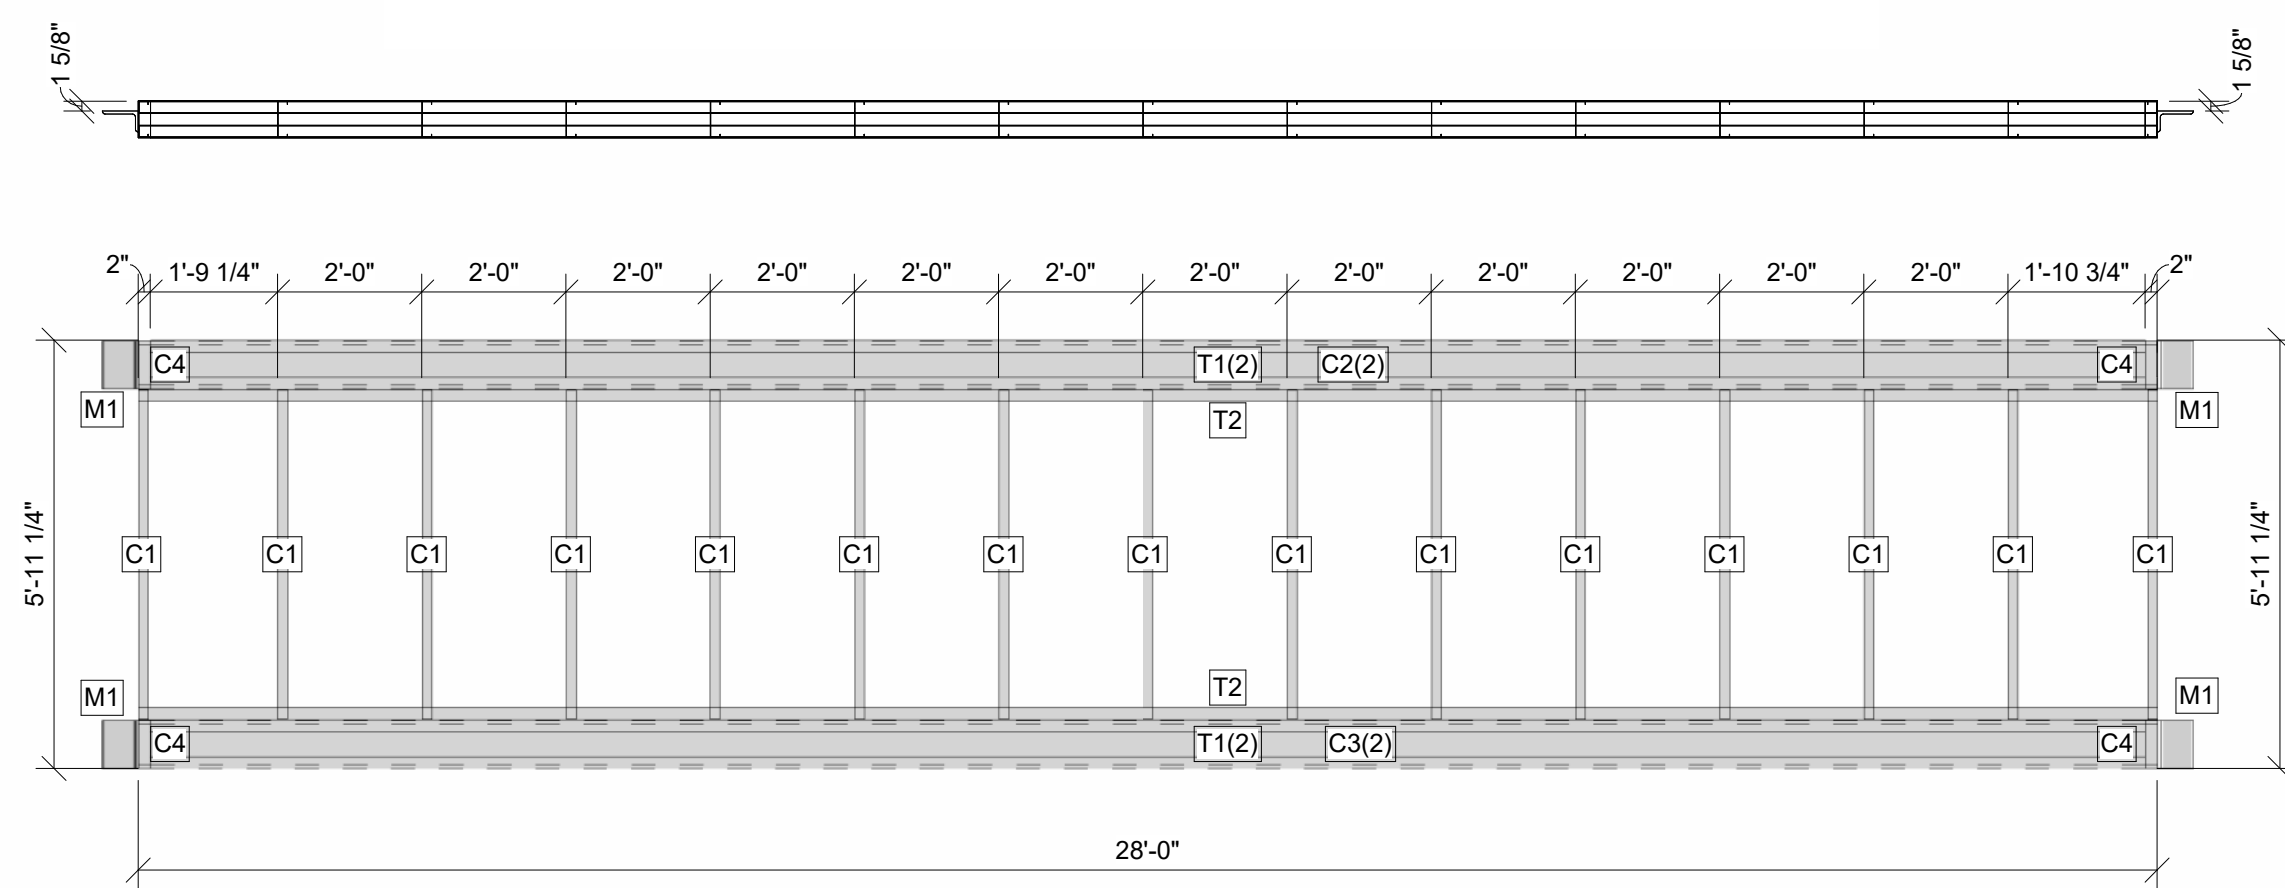 1 5/8"
1 5/8"
2" 1'-9 1/4" 2'-0" 2'-0" 2'-0" 2'-0" 2'-0" 2'-0" 2'-0" 2'-0" 2'-0" 2'-0" 2'-0" 2'-0" 1'-10 3/4" 2"
C4 T1(2) C2(2) C4
M1 T2 M1
5'-11 1/4" C1 C1 C1 C1 C1 C1 C1 C1 C1 C1 C1 C1 C1 C1 C1 5'-11 1/4"
M1 T2 M1
C4 T1(2) C3(2) C4
28'-0"